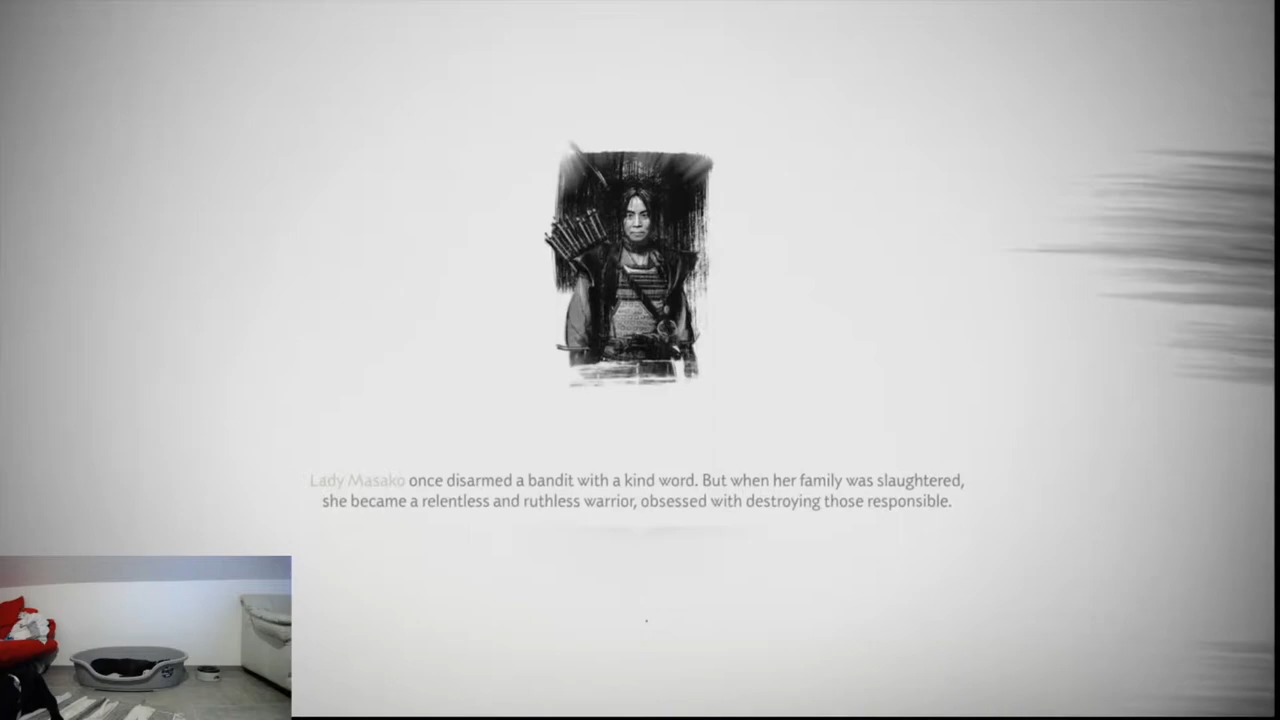 Lady Masako once disarmed a bandit with a kind word. But when her family was slaughtered,
she became a relentless and ruthless warrior, obsessed with destroying those responsible.